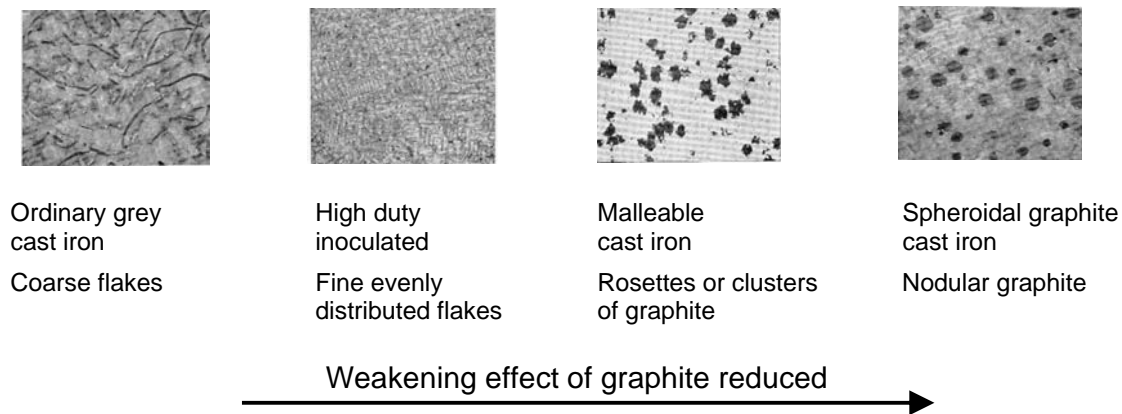 Ordinary grey
cast iron
Coarse flakes
High duty
inoculated
Fine evenly
distributed flakes
Malleable
cast iron
Rosettes or clusters
of graphite
Spheroidal graphite
cast iron
Nodular graphite
Weakening effect of graphite reduced